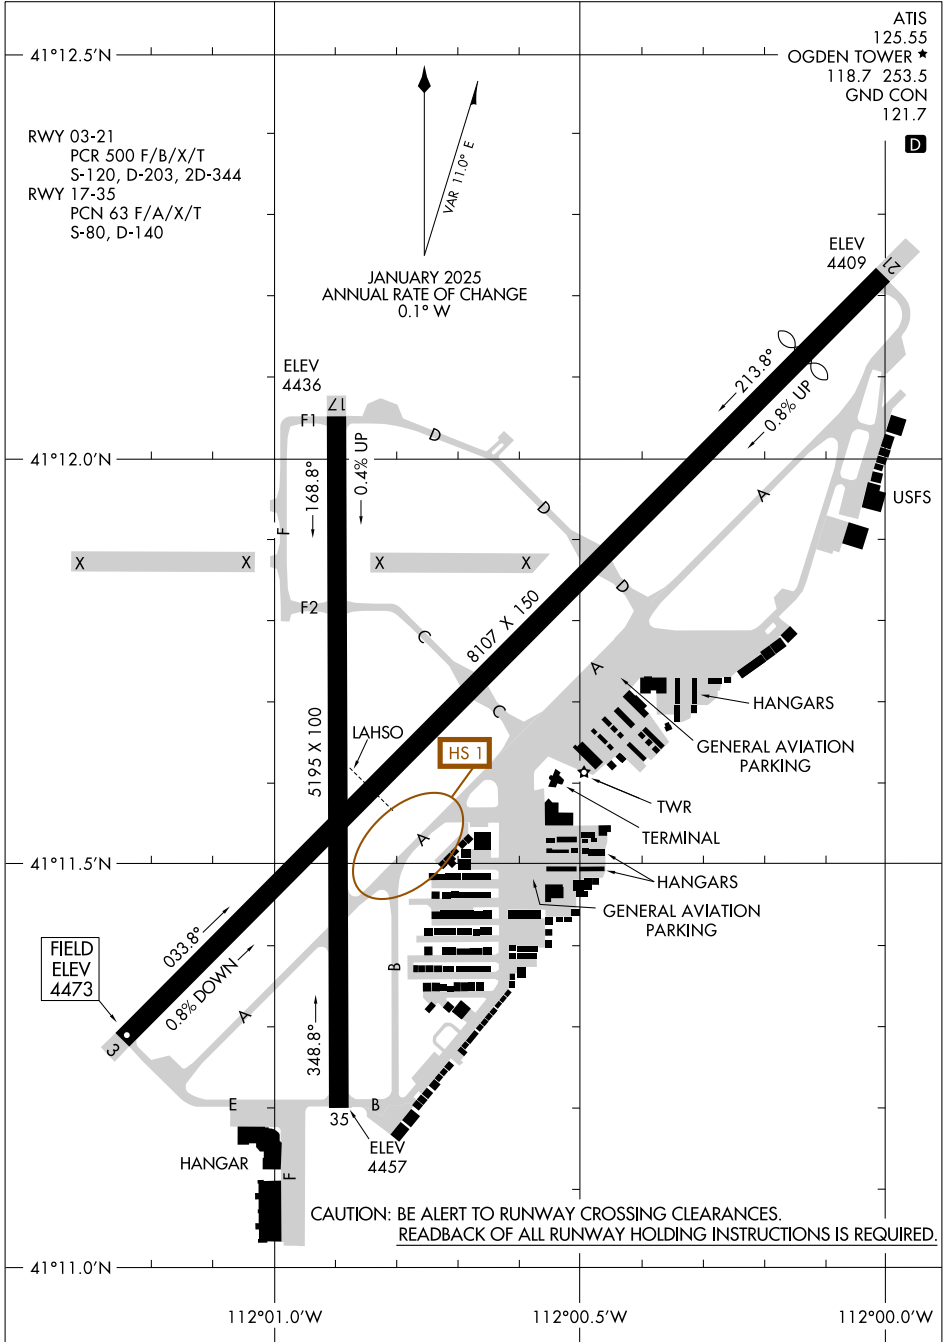 ATIS
125.55
OGDEN TOWER ★
118.7 253.5
GND CON
121.7
D
41°12.5'N
VAR 11.0° E
JANUARY 2025
ANNUAL RATE OF CHANGE
0.1° W
RWY 03-21
PCR 500 F/B/X/T
S-120, D-203, 2D-344
RWY 17-35
PCN 63 F/A/X/T
S-80, D-140
ELEV
4409
21
213.8°
0.8% UP
ELEV
4436
17
F1
D
168.8°
0.4% UP
41°12.0'N
A
USFS
F
D
X
X
X
X
D
F2
C
8107 X 150
A
HANGARS
C
GENERAL AVIATION
PARKING
5195 X 100
LAHSO
HS 1
TWR
TERMINAL
A
41°11.5'N
HANGARS
GENERAL AVIATION
PARKING
033.8°
0.8% DOWN
B
FIELD
ELEV
4473
A
3
348.8°
E
35
B
ELEV
4457
HANGAR
F
CAUTION: BE ALERT TO RUNWAY CROSSING CLEARANCES.
READBACK OF ALL RUNWAY HOLDING INSTRUCTIONS IS REQUIRED.
41°11.0'N
112°01.0'W
112°00.5'W
112°00.0'W